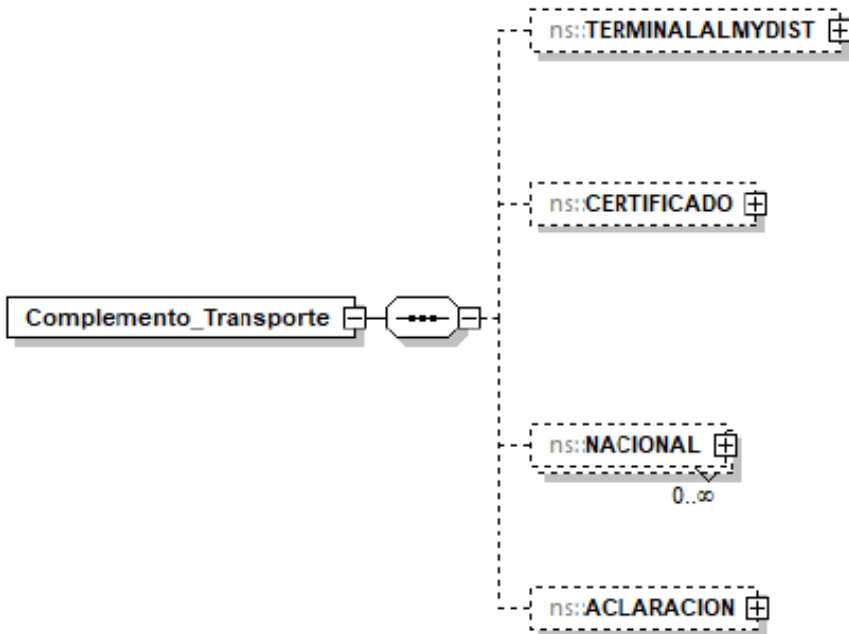 ns:TERMINALALMYDIST
ns:CERTIFICADO
Complemento_Transporte
ns:NACIONAL
0..∞
ns:ACLARACION